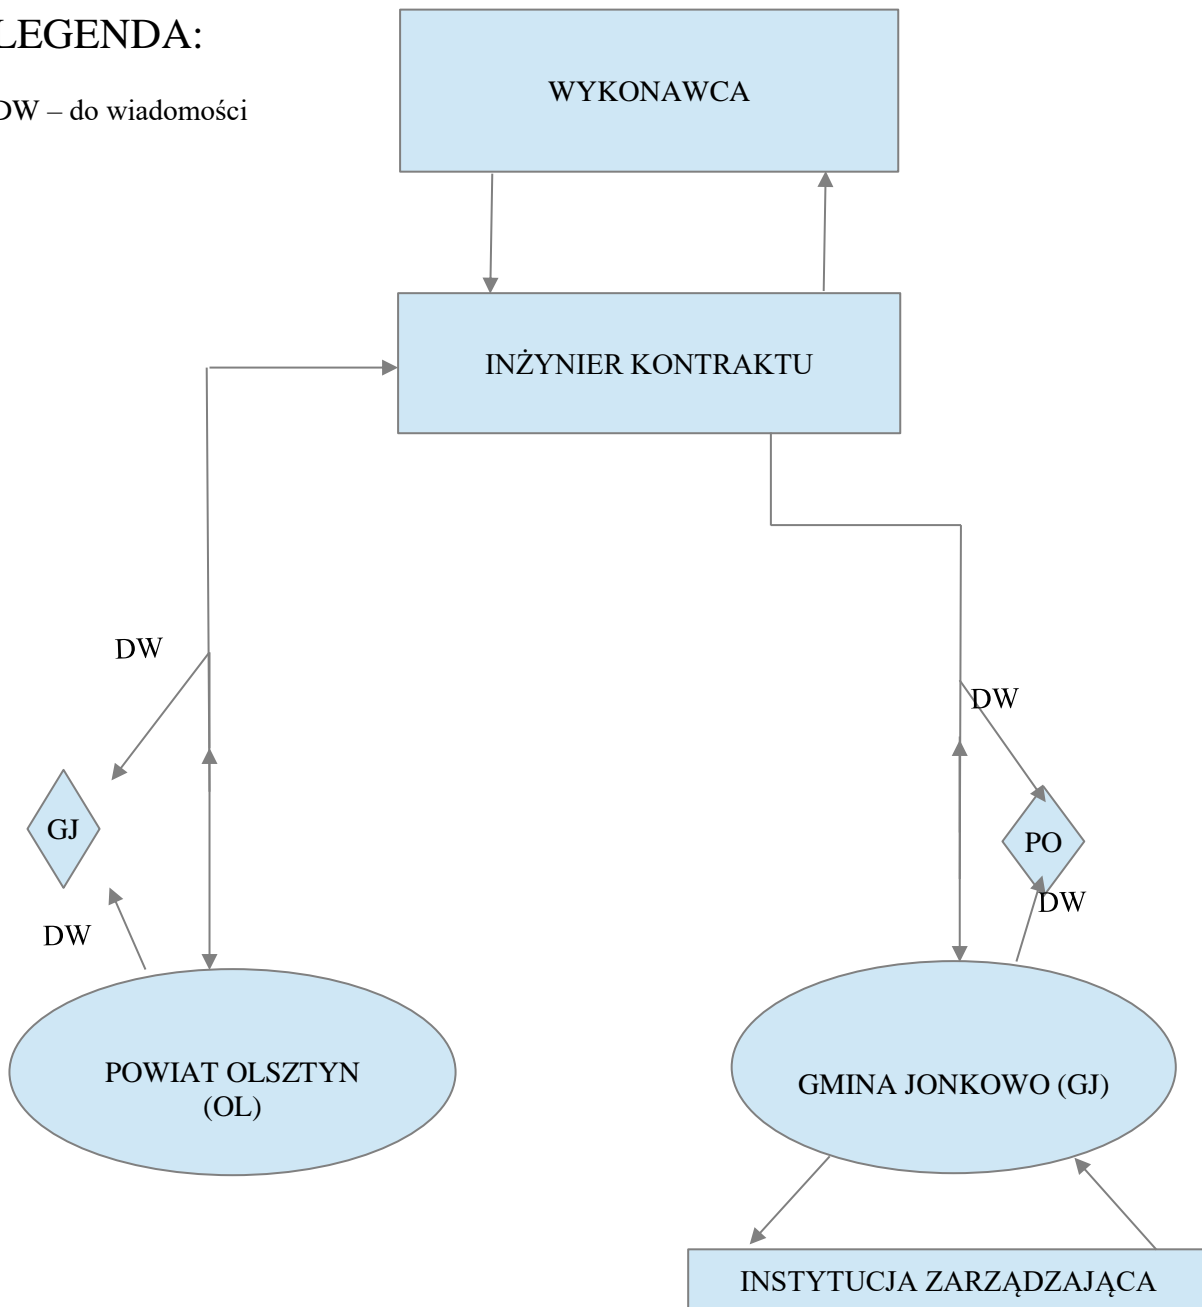 LEGENDA:
DW – do wiadomości
WYKONAWCA
INŻYNIER KONTRAKTU
DW
DW
GJ
PO
DW
DW
POWIAT OLSZTYN
(OL)
GMINA JONKOWO (GJ)
INSTYTUCJA ZARZĄDZAJĄCA